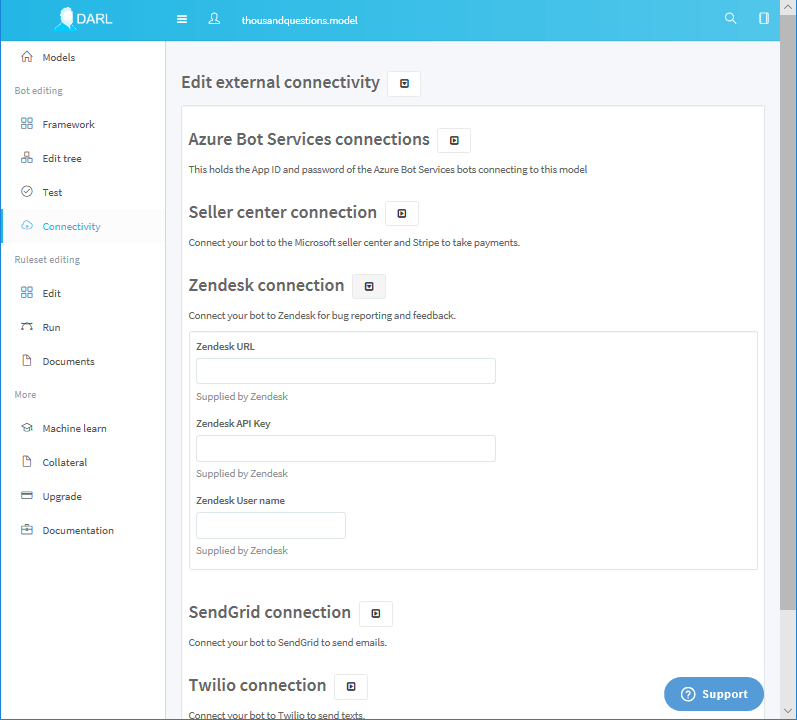 DARL
thousandquestions.model
Models
Bot editing
Framework
Edit tree
Test
Connectivity
Ruleset editing
Edit
Run
Documents
More
Machine learn
Collateral
Upgrade
Documentation
Edit external connectivity
Azure Bot Services connections
This holds the App ID and password of the Azure Bot Services bots connecting to this model
Seller center connection
Connect your bot to the Microsoft seller center and Stripe to take payments.
Zendesk connection
Connect your bot to Zendesk for bug reporting and feedback.
Zendesk URL
Supplied by Zendesk
Zendesk API Key
Supplied by Zendesk
Zendesk User name
Supplied by Zendesk
SendGrid connection
Connect your bot to SendGrid to send emails.
Twilio connection
Connect your bot to Twilio to send texts.
Support